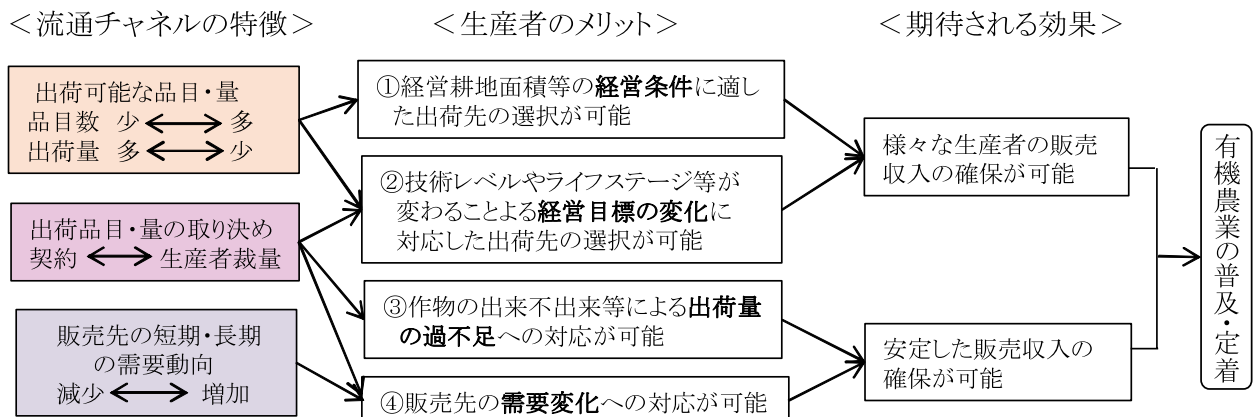 ＜流通チャネルの特徴＞
＜生産者のメリット＞
＜期待される効果＞
出荷可能な品目・量
品目数 少 多
出荷量 多 少
出荷品目・量の取り決め
契約 生産者裁量
販売先の短期・長期
の需要動向
減少 増加
①経営耕地面積等の経営条件に適し
た出荷先の選択が可能
②技術レベルやライフステージ等が
変わることよる経営目標の変化に
対応した出荷先の選択が可能
③作物の出来不出来等による出荷量
の過不足への対応が可能
④販売先の需要変化への対応が可能
様々な生産者の販売
収入の確保が可能
安定した販売収入の
確保が可能
有機農業の普及・定着